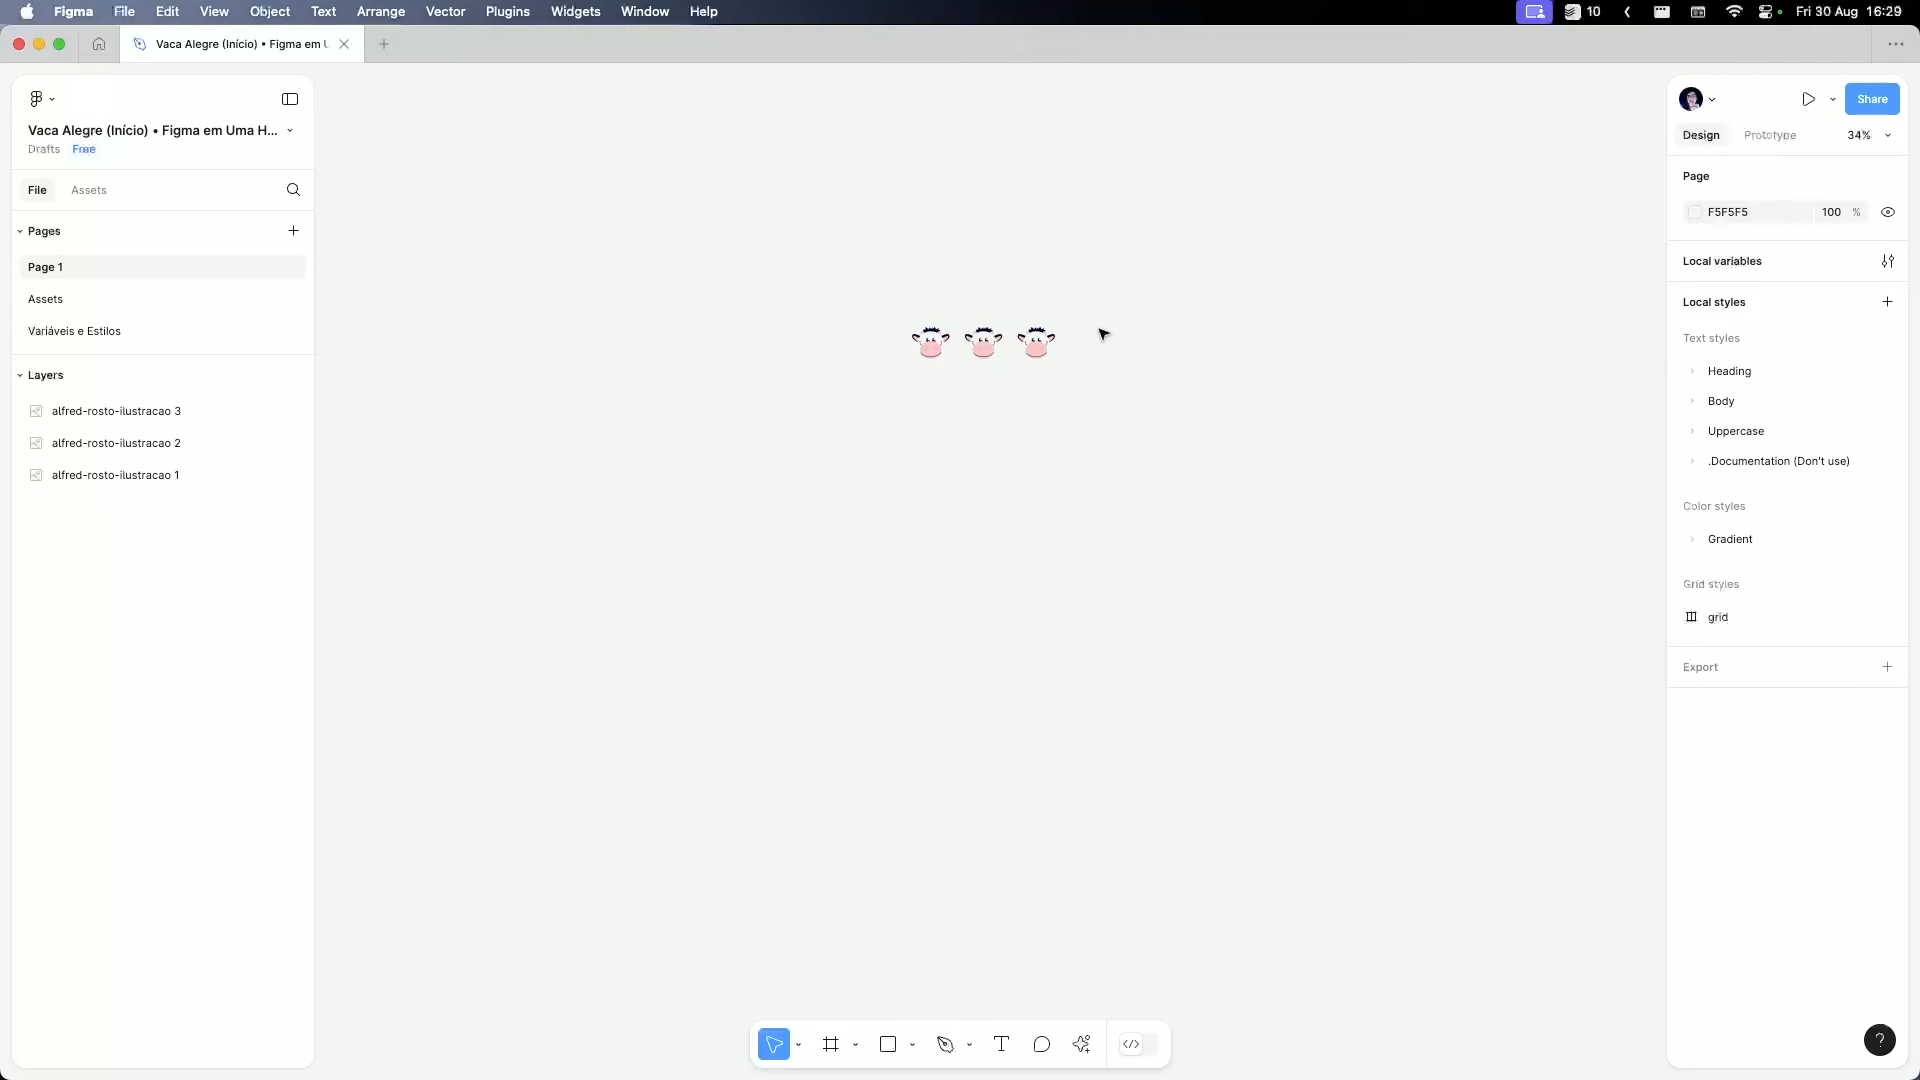 Figma File Edit View Object Text Arrange Vector Plugins Widgets Window Help
10 Fri 30 Aug 16:29
Vaca Alegre (Início) • Figma em U
Vaca Alegre (Início) • Figma em Uma H...
Drafts Free
File Assets
Pages
Page 1
Assets
Variáveis e Estilos
Layers
alfred-rosto-ilustracao 3
alfred-rosto-ilustracao 2
alfred-rosto-ilustracao 1
Share
Design Prototype 34%
Page
F5F5F5 100 %
Local variables
Local styles
Text styles
Heading
Body
Uppercase
.Documentation (Don't use)
Color styles
Gradient
Grid styles
grid
Export
?